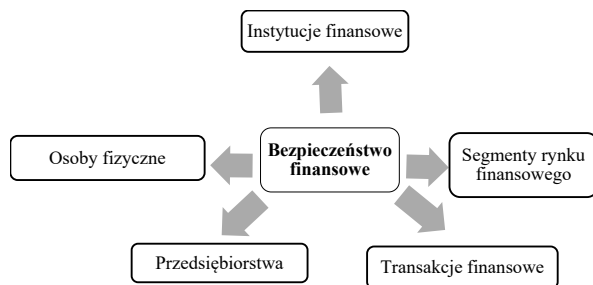 Instytucje finansowe
Osoby fizyczne
Bezpieczeństwo
finansowe
Segmenty rynku
finansowego
Przedsiębiorstwa
Transakcje finansowe